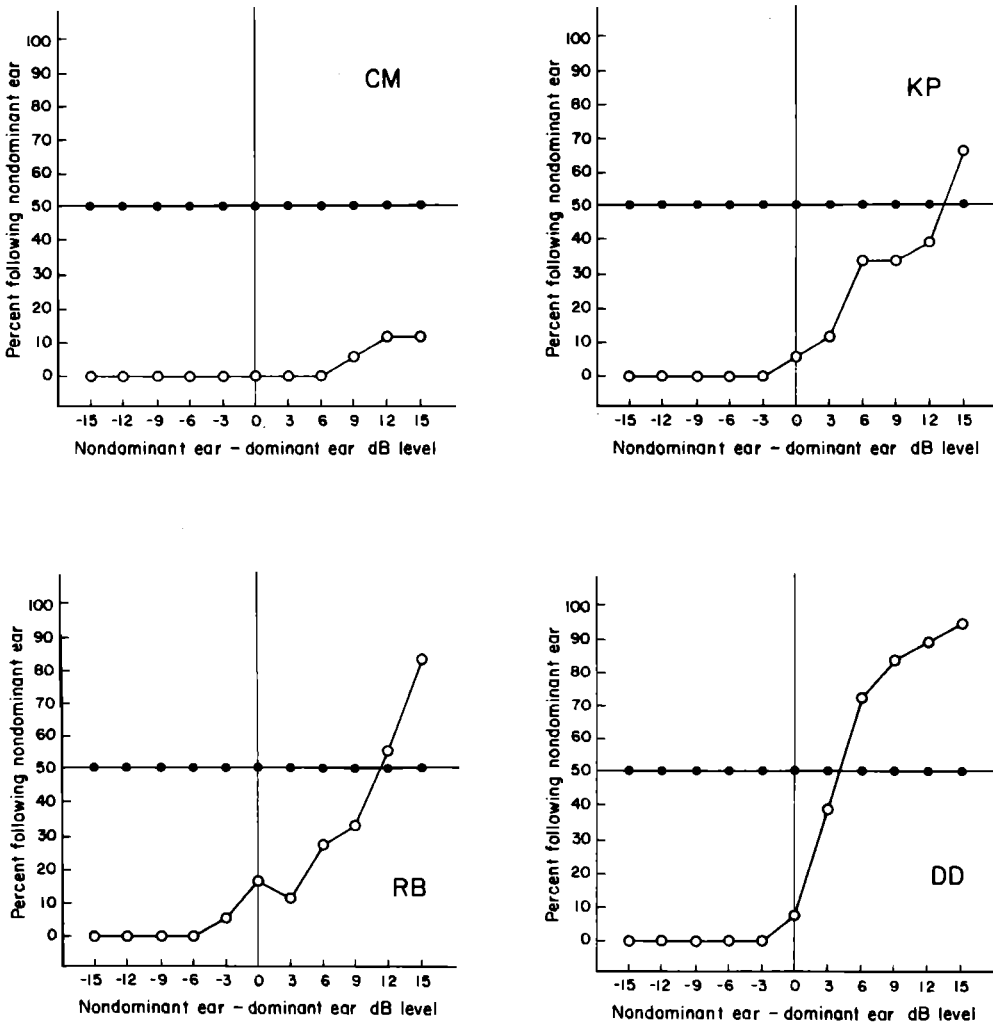 Percent following nondominant ear
100
90
80
70
60
50
40
30
20
10
0
CM
-15 -12 -9 -6 -3 0 3 6 9 12 15
Nondominant ear – dominant ear dB level
Percent following nondominant ear
100
90
80
70
60
50
40
30
20
10
0
KP
-15 -12 -9 -6 -3 0 3 6 9 12 15
Nondominant ear – dominant ear dB level
Percent following nondominant ear
100
90
80
70
60
50
40
30
20
10
0
RB
-15 -12 -9 -6 -3 0 3 6 9 12 15
Nondominant ear – dominant ear dB level
Percent following nondominant ear
100
90
80
70
60
50
40
30
20
10
0
DD
-15 -12 -9 -6 -3 0 3 6 9 12 15
Nondominant ear – dominant ear dB level